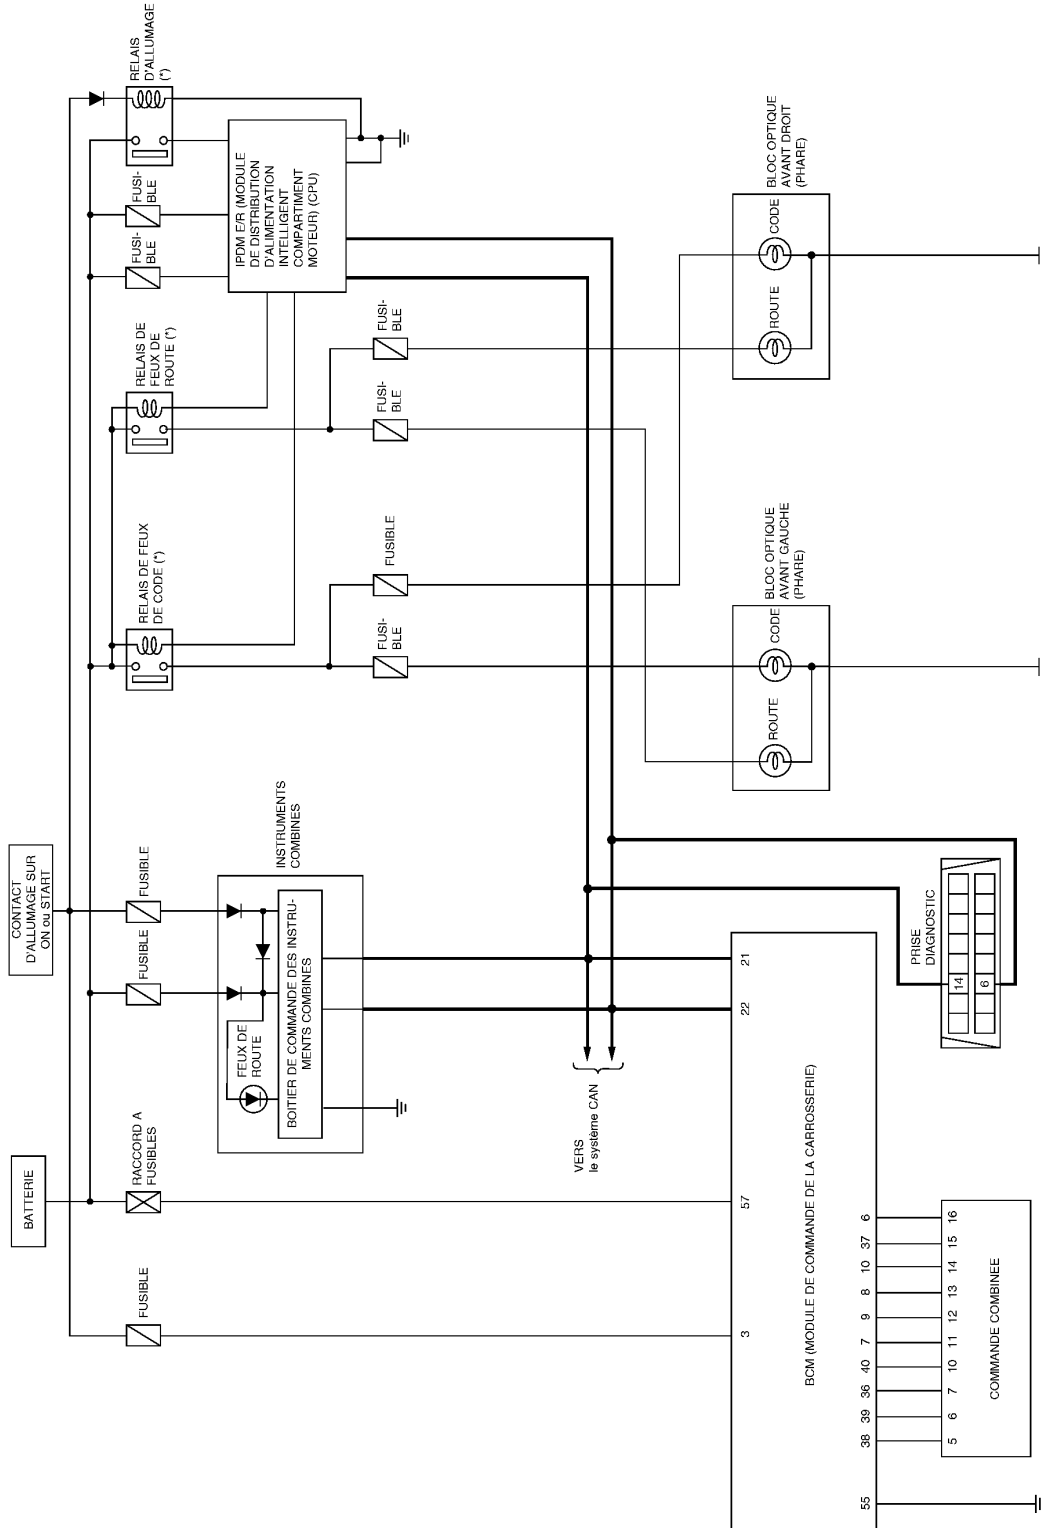 BATTERIE
CONTACT
D'ALLUMAGE SUR
ON ou START
FUSIBLE
RACCORD A
FUSIBLES
FUSIBLE
FUSIBLE
RELAIS DE FEUX
DE CODE (*)
RELAIS DE
FEUX DE
ROUTE (*)
FUSI-
BLE
FUSI-
BLE
RELAIS
D'ALLUMAGE
(*)
INSTRUMENTS
COMBINES
FEUX DE
ROUTE
BOITIER DE COMMANDE DES INSTRU-
MENTS COMBINES
IPDM E/R (MODULE
DE DISTRIBUTION
D'ALIMENTATION
INTELLIGENT
COMPARTIMENT
MOTEUR) (CPU)
FUSI-
BLE
FUSIBLE
FUSI-
BLE
FUSI-
BLE
VERS
le système CAN
BLOC OPTIQUE
AVANT GAUCHE
(PHARE)
ROUTE
CODE
BLOC OPTIQUE
AVANT DROIT
(PHARE)
ROUTE
CODE
3
57
22
21
BCM (MODULE DE COMMANDE DE LA CARROSSERIE)
55
38
39
36
40
7
9
8
10
37
6
5
6
7
10
11
12
13
14
15
16
COMMANDE COMBINEE
PRISE
DIAGNOSTIC
14
6